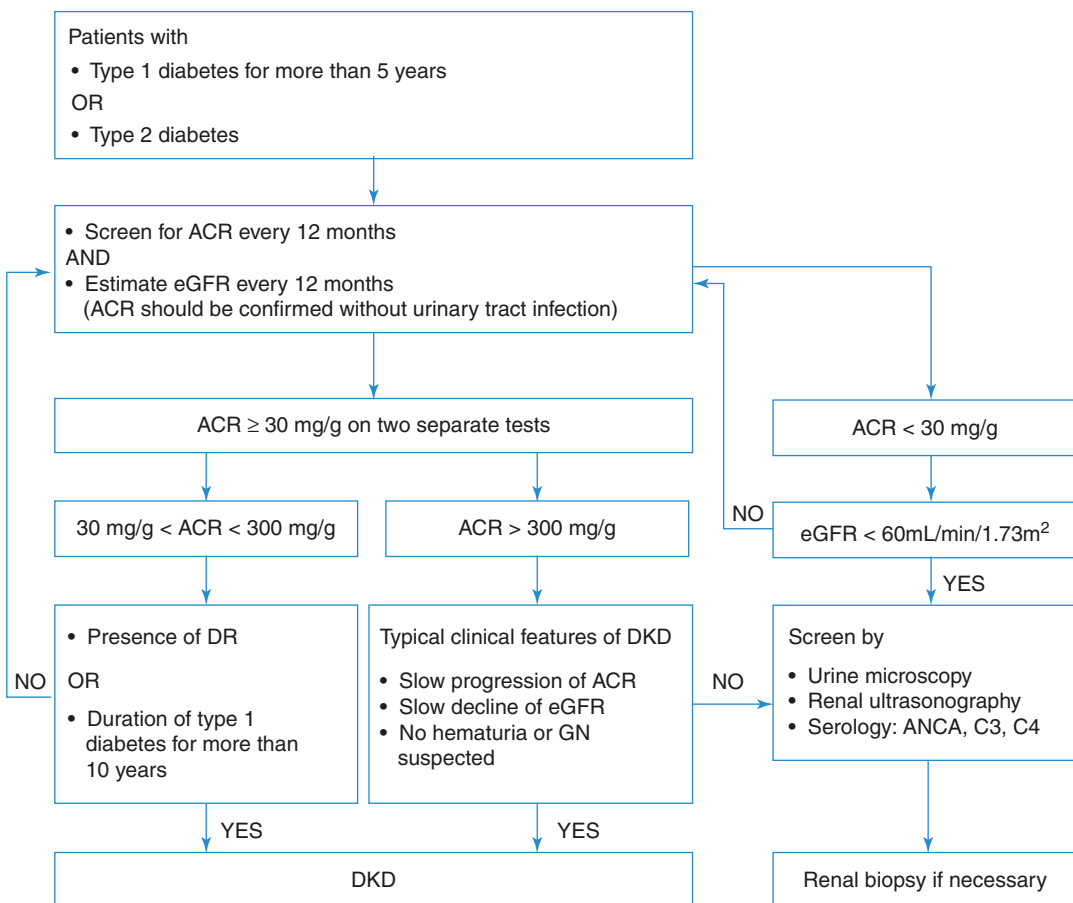 Patients with
• Type 1 diabetes for more than 5 years
OR
• Type 2 diabetes
• Screen for ACR every 12 months
AND
• Estimate eGFR every 12 months
(ACR should be confirmed without urinary tract infection)
ACR ≥ 30 mg/g on two separate tests
ACR < 30 mg/g
30 mg/g < ACR < 300 mg/g
ACR > 300 mg/g
NO
eGFR < 60mL/min/1.73m²
YES
NO
• Presence of DR
OR
• Duration of type 1
diabetes for more than
10 years
Typical clinical features of DKD
• Slow progression of ACR
• Slow decline of eGFR
• No hematuria or GN
suspected
NO
Screen by
• Urine microscopy
• Renal ultrasonography
• Serology: ANCA, C3, C4
YES
YES
DKD
Renal biopsy if necessary